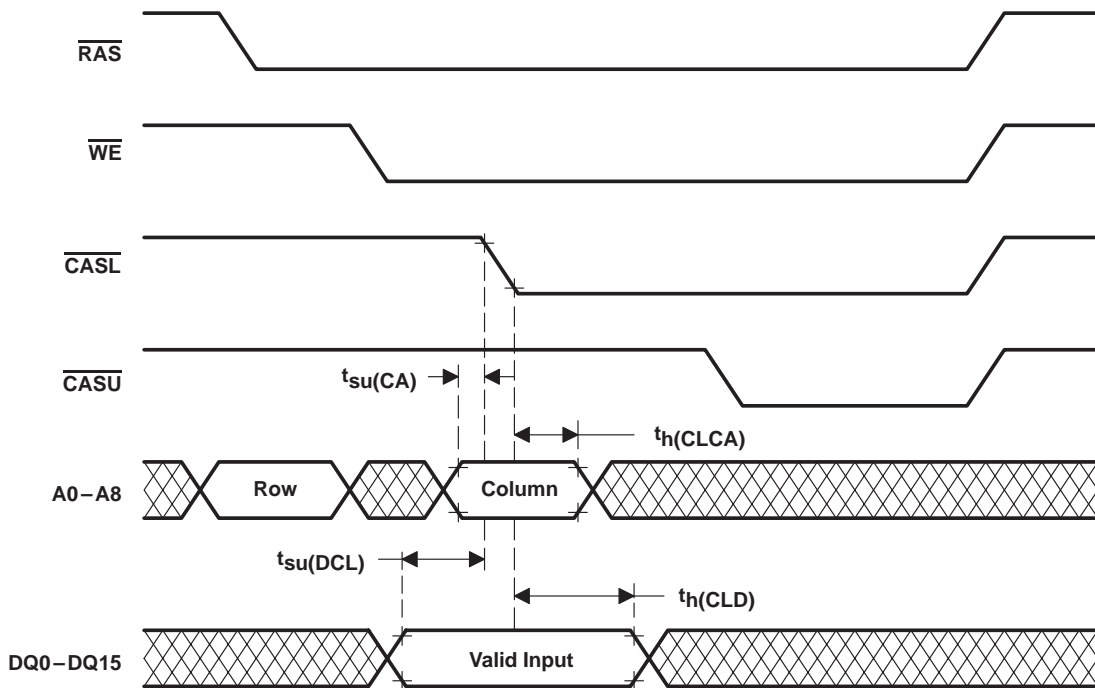 RAS
WE
CASL
CASU
tsu(CA)
th(CLCA)
A0–A8
Row
Column
tsu(DCL)
th(CLD)
DQ0–DQ15
Valid Input